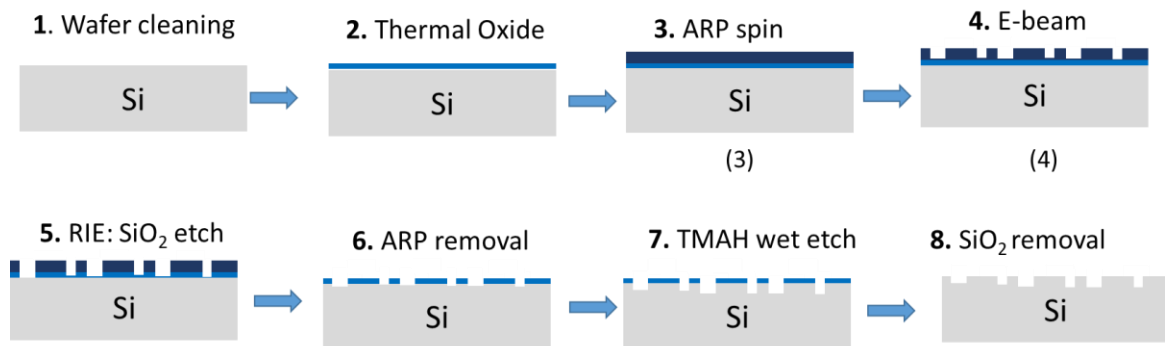 1. Wafer cleaning
2. Thermal Oxide
3. ARP spin
4. E-beam
Si
Si
Si
Si
(3)
(4)
5. RIE: SiO2 etch
6. ARP removal
7. TMAH wet etch
8. SiO2 removal
Si
Si
Si
Si